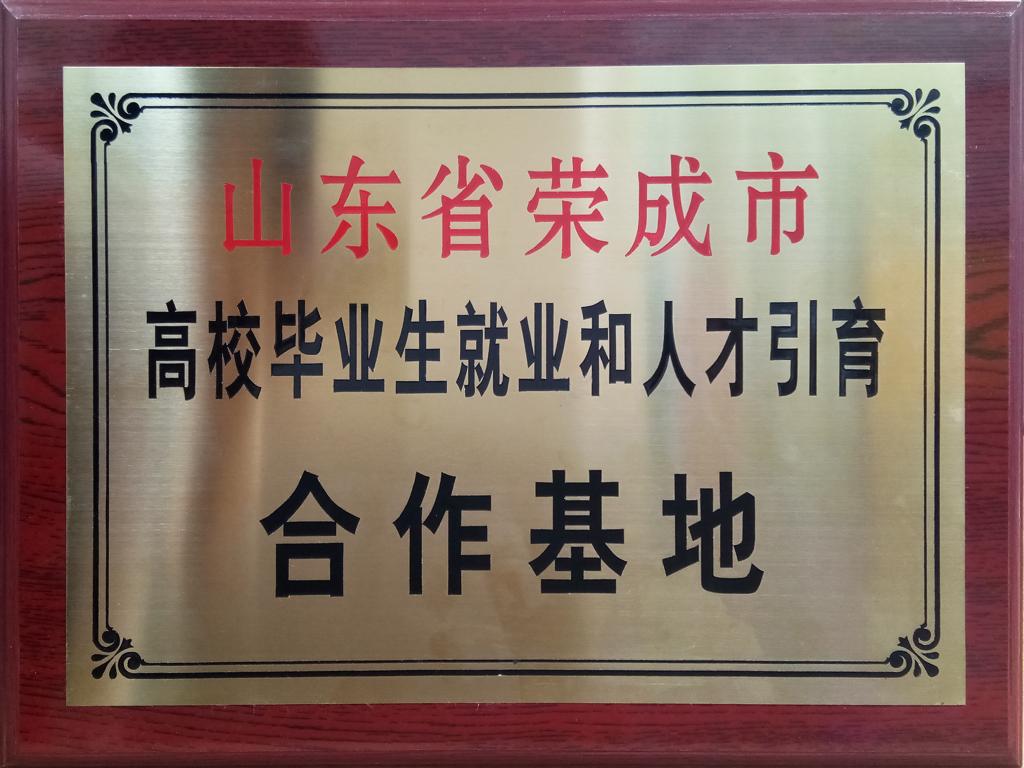 山东省荣成市
高校毕业生就业和人才引育
合作基地